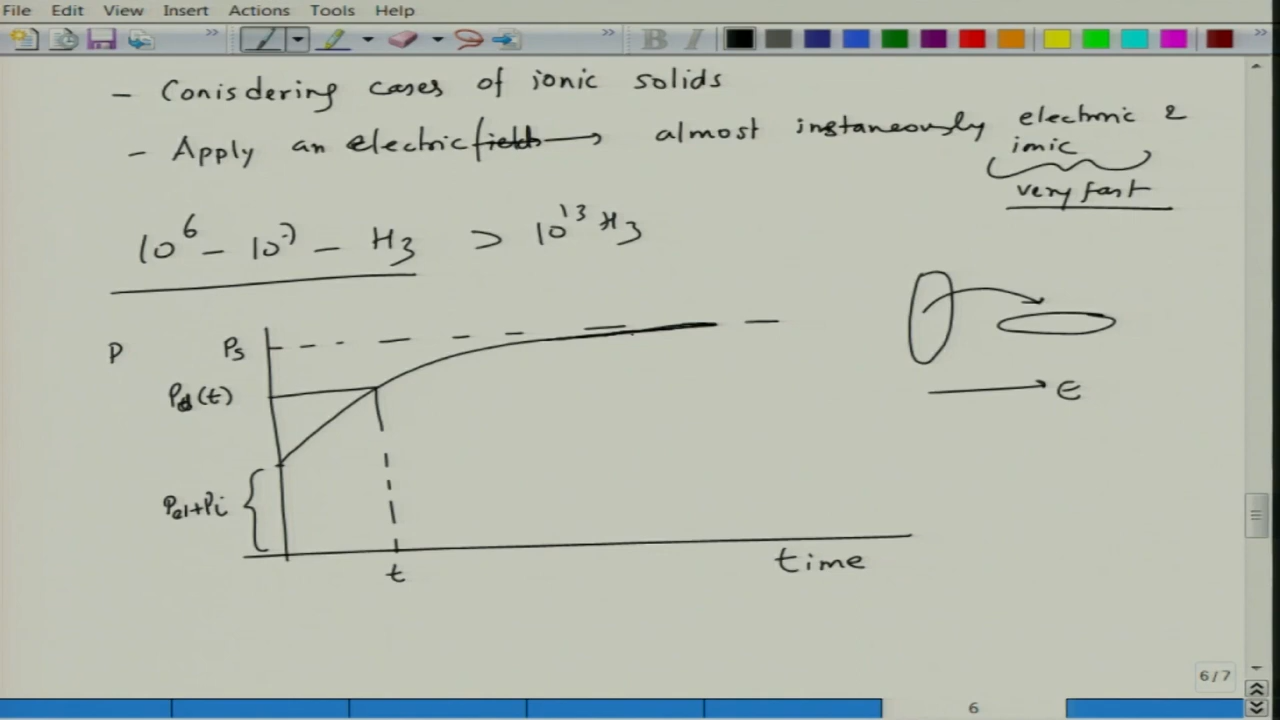 File Edit View Insert Actions Tools Help
B I
- Conisdering cases of ionic solids
- Apply an electric field → almost instaneously electronic &
ionic
very fast
10^6 - 10^7 - Hz > 10^13 Hz
P Ps
Pd(t)
ϵ
Pel+Pi
t
time
6/7
6